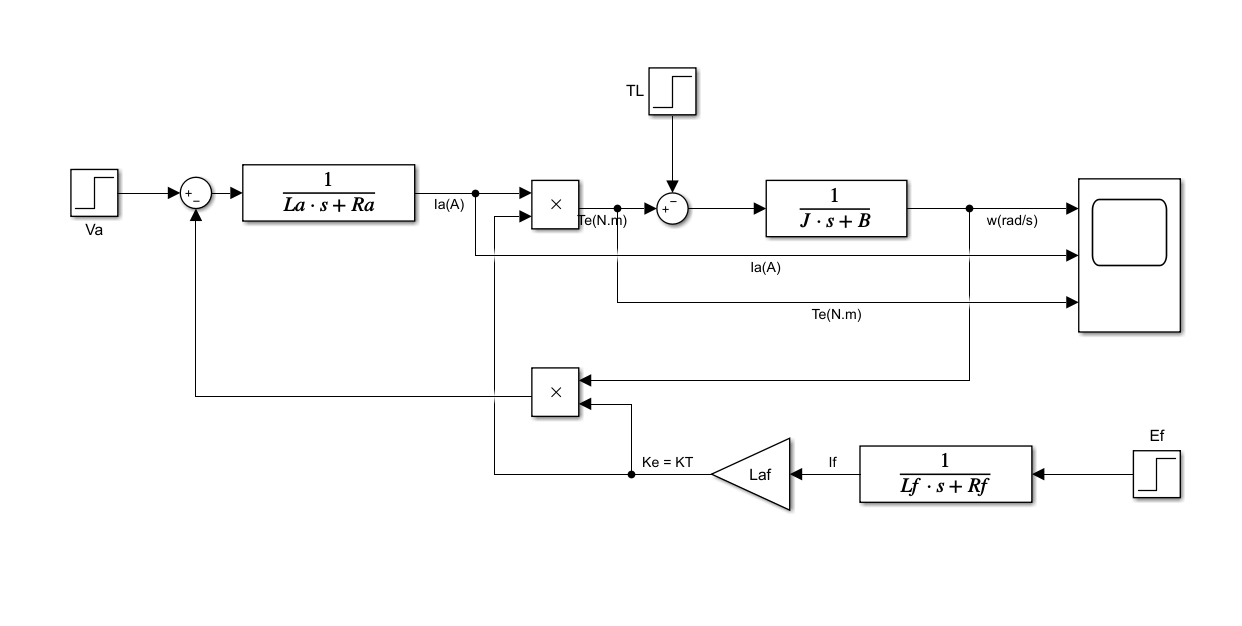 TL
−
+
1
J · s + B
1
La · s + Ra
+
−
×
Va
Ia(A)
Te(N.m)
w(rad/s)
Ia(A)
Te(N.m)
×
Ef
Ke = KT
Laf
If
1
Lf · s + Rf